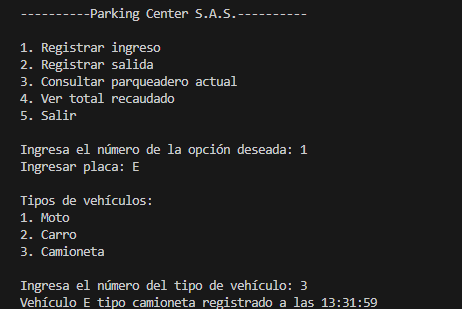 ----------Parking Center S.A.S.----------
1. Registrar ingreso
2. Registrar salida
3. Consultar parqueadero actual
4. Ver total recaudado
5. Salir
Ingresa el número de la opción deseada: 1
Ingresar placa: E
Tipos de vehículos:
1. Moto
2. Carro
3. Camioneta
Ingresa el número del tipo de vehículo: 3
Vehículo E tipo camioneta registrado a las 13:31:59